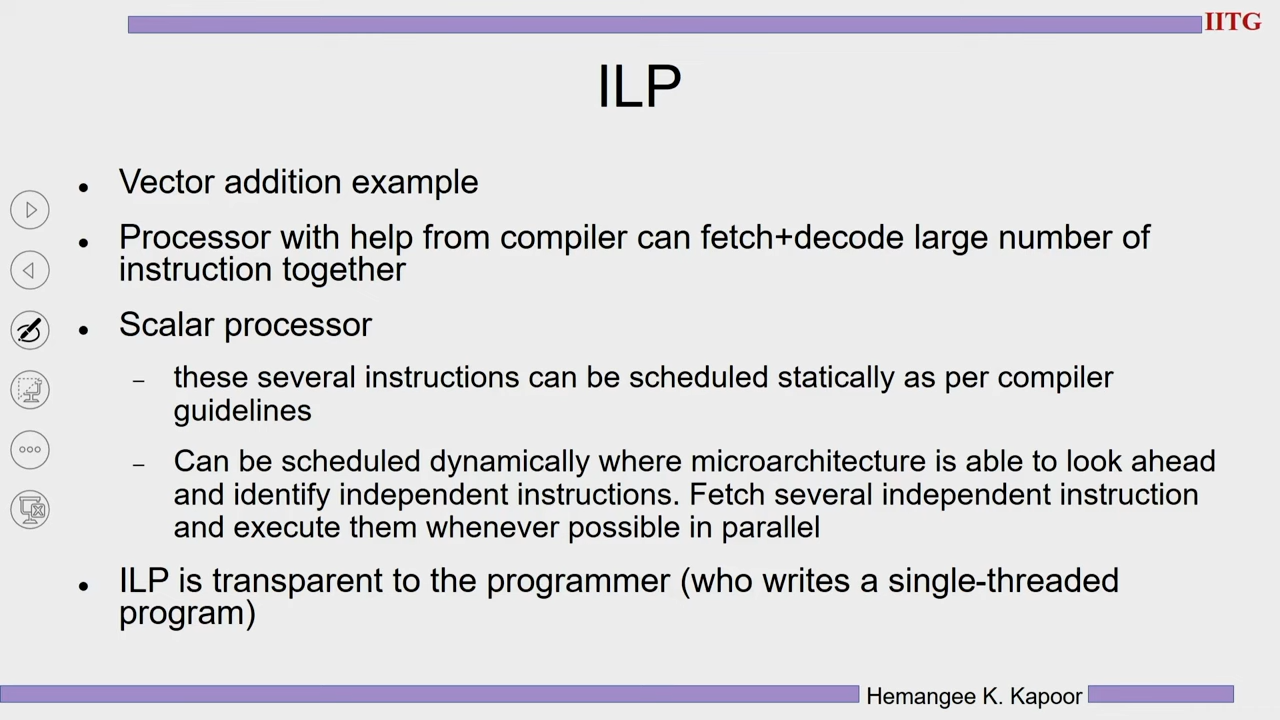 IITG
ILP
● Vector addition example
● Processor with help from compiler can fetch+decode large number of
instruction together
● Scalar processor
– these several instructions can be scheduled statically as per compiler
guidelines
– Can be scheduled dynamically where microarchitecture is able to look ahead
and identify independent instructions. Fetch several independent instruction
and execute them whenever possible in parallel
● ILP is transparent to the programmer (who writes a single-threaded
program)
Hemangee K. Kapoor